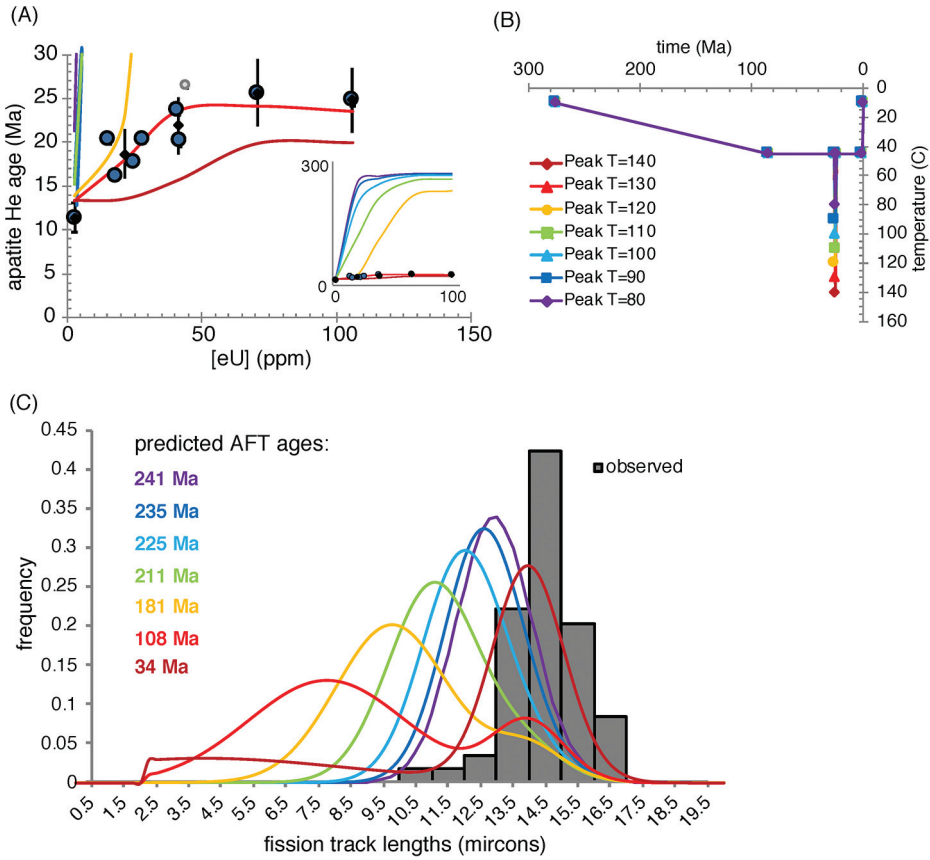 (A)
apatite He age (Ma)
30
25
20
15
10
5
0
0 50 100 150
[eU] (ppm)
300
0
0 100
(B)
time (Ma)
300 200 100 0
0
20
40
60
80
100
120
140
160
temperature (C)
Peak T=140
Peak T=130
Peak T=120
Peak T=110
Peak T=100
Peak T=90
Peak T=80
(C)
frequency
0.45
0.4
0.35
0.3
0.25
0.2
0.15
0.1
0.05
0
predicted AFT ages:
241 Ma
235 Ma
225 Ma
211 Ma
181 Ma
108 Ma
34 Ma
observed
0.5 1.5 2.5 3.5 4.5 5.5 6.5 7.5 8.5 9.5 10.5 11.5 12.5 13.5 14.5 15.5 16.5 17.5 18.5 19.5
fission track lengths (mircons)